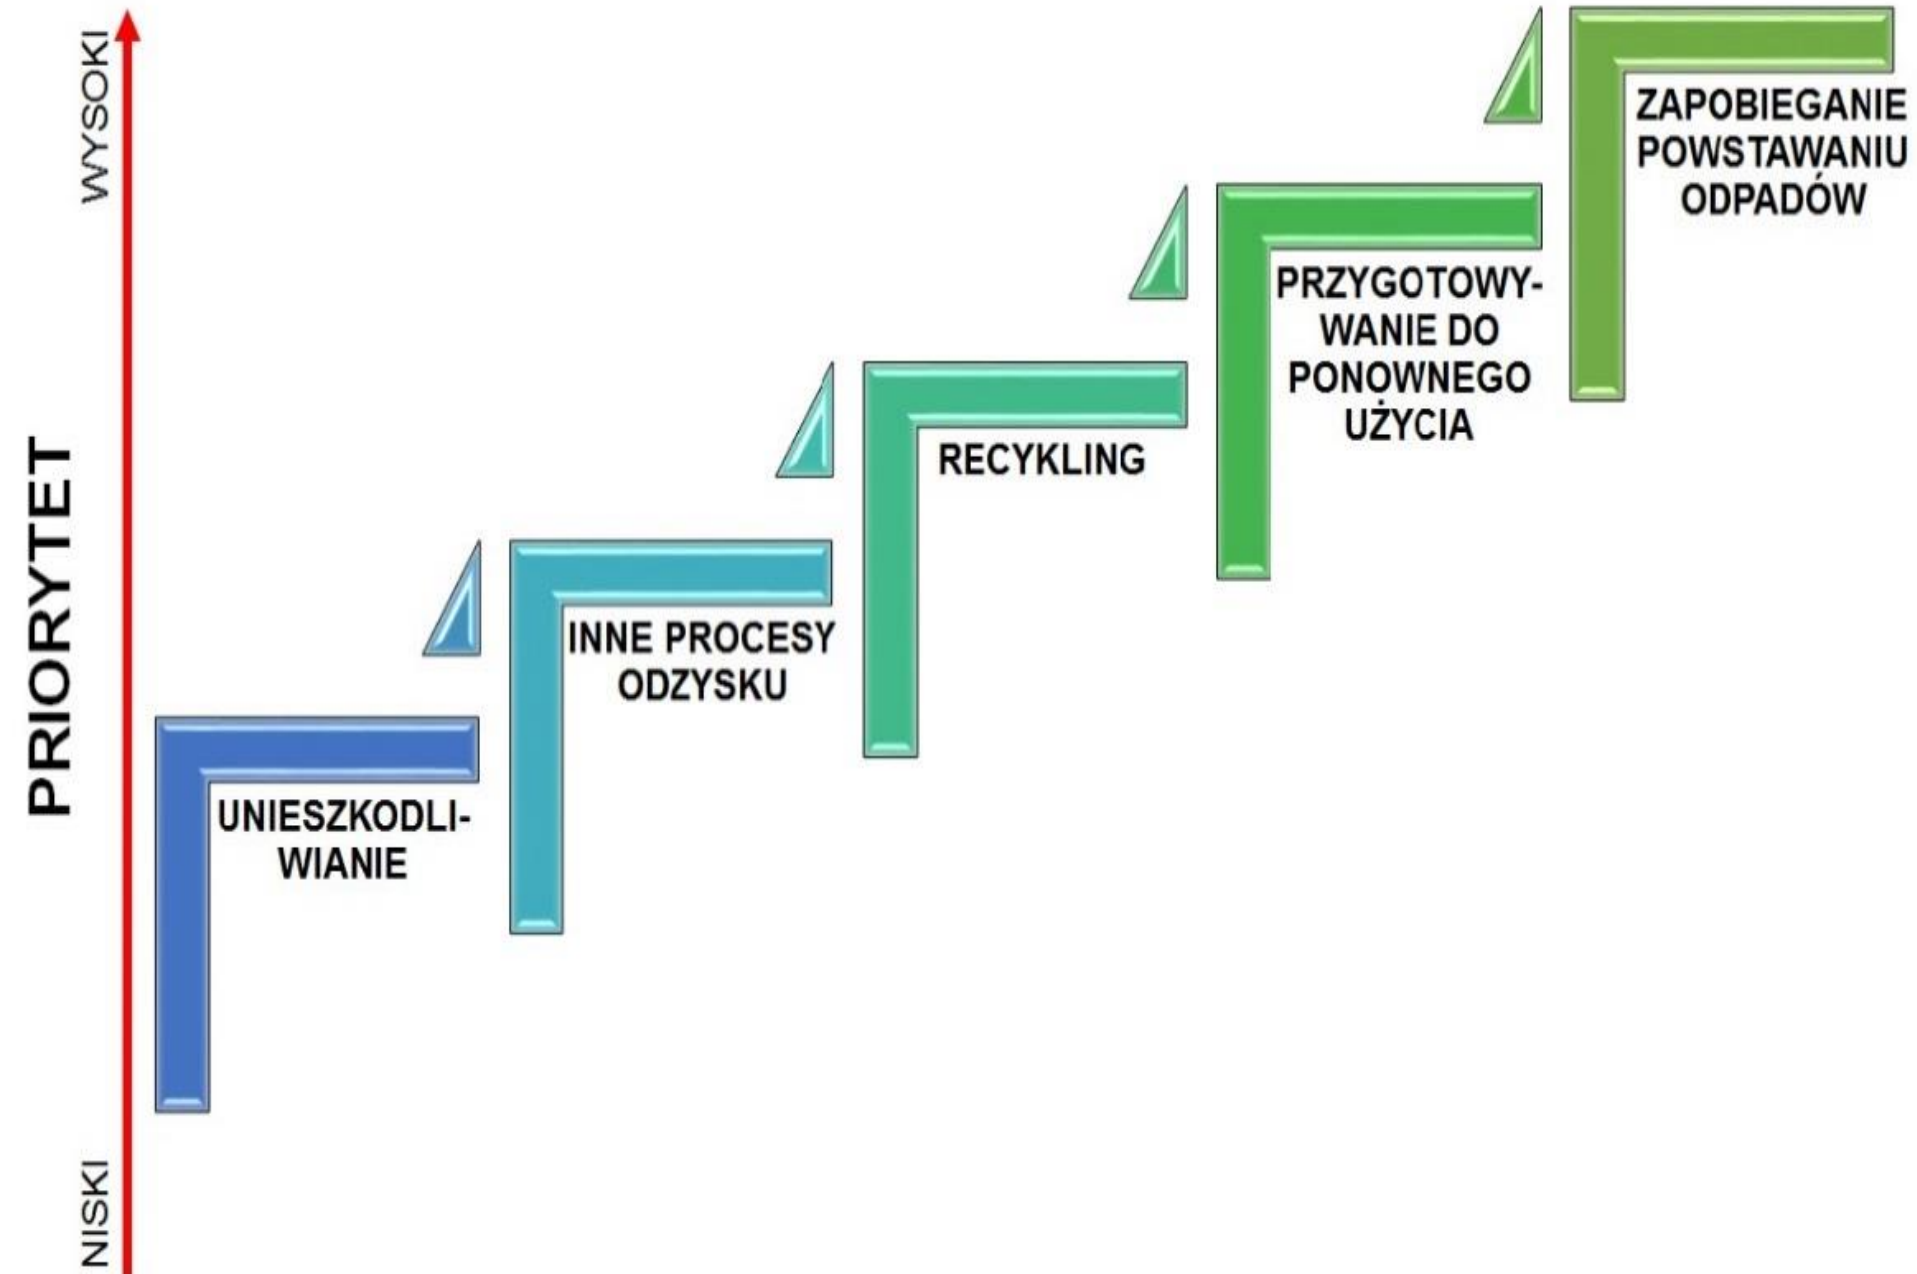 PRIORYTET
WYSOKI
NISKI
ZAPOBIEGANIE
POWSTAWANIU
ODPADÓW
PRZYGOTOWY-
WANIE DO
PONOWNEGO
UŻYCIA
RECYKLING
INNE PROCESY
ODZYSKU
UNIESZKODLI-
WIANIE